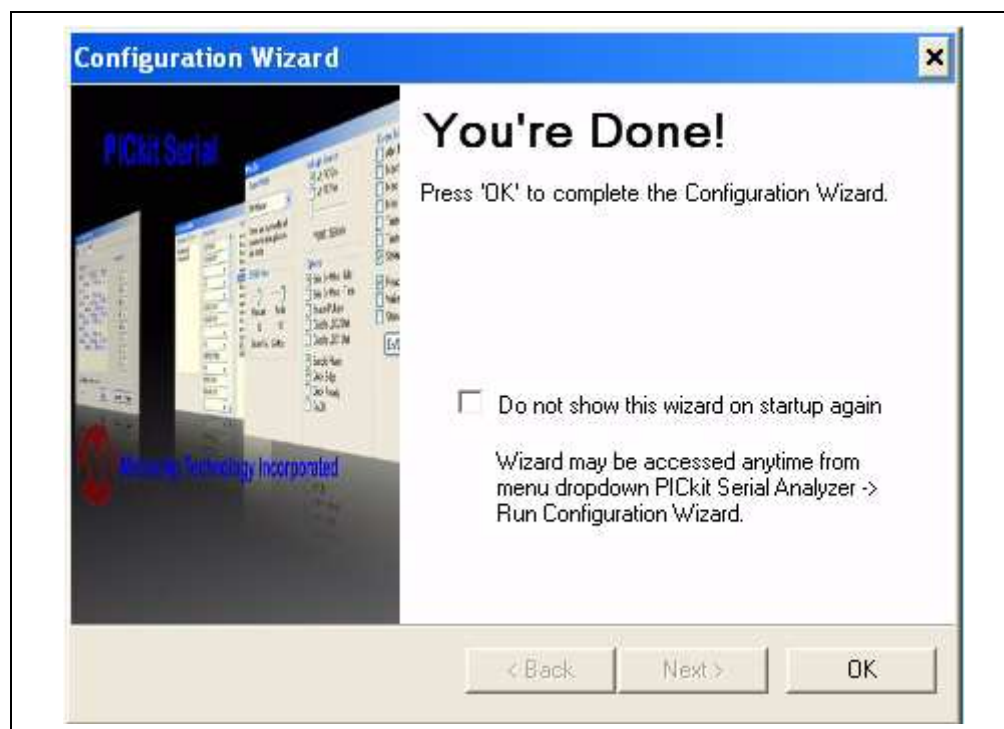 Configuration Wizard
PICkit Serial
You're Done!
Press 'OK' to complete the Configuration Wizard.
Do not show this wizard on startup again
Wizard may be accessed anytime from
menu dropdown PICkit Serial Analyzer ->
Run Configuration Wizard.
Microchip Technology Incorporated
< Back
Next >
OK